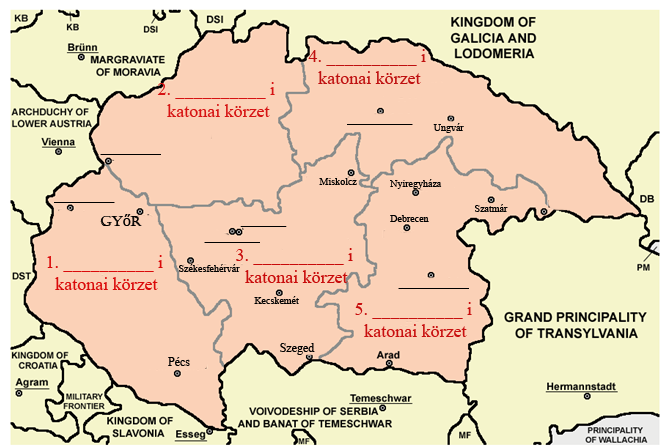 KB
KB
DSI
DSI
KINGDOM OF
GALICIA AND
LODOMERIA
Brünn
MARGRAVIATE
OF MORAVIA
4. __________ i
katonai körzet
2. __________ i
katonai körzet
ARCHDUCHY OF
LOWER AUSTRIA
Vienna
Ungvár
Miskolcz
Nyíregyháza
Szatmár
DB
GYőR
Debrecen
PM
DST
1. __________ i
katonai körzet
Székesfehérvár
3. __________ i
katonai körzet
Kecskemét
5. __________ i
katonai körzet
GRAND PRINCIPALITY
OF TRANSYLVANIA
KINGDOM OF
CROATIA
Agram
MILITARY
FRONTIER
Pécs
Szeged
Arad
Hermannstadt
KINGDOM OF
SLAVONIA
Esseg
VOIVODESHIP OF SERBIA
AND BANAT OF TEMESCHWAR
Temeschwar
MF
MF
PRINCIPALITY
OF WALLACHIA